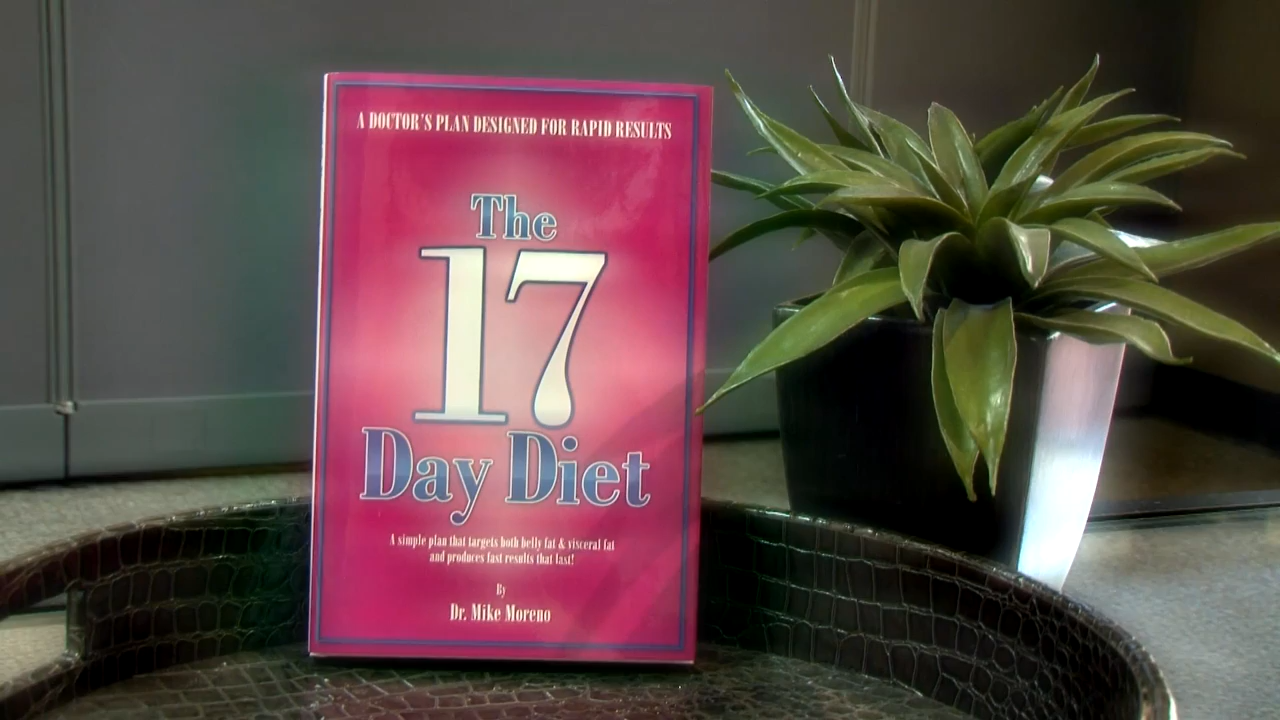 A DOCTOR'S PLAN DESIGNED FOR RAPID RESULTS
The
17
Day Diet
A simple plan that targets both belly fat & visceral fat
and produces fast results that last!
By
Dr. Mike Moreno